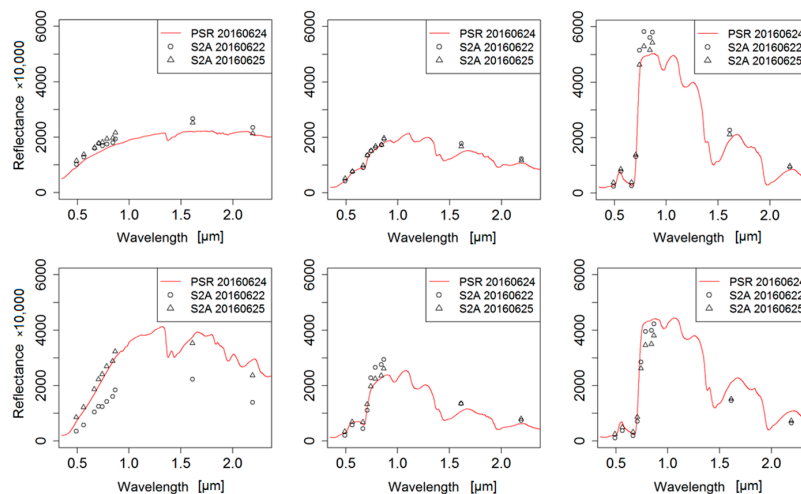 Reflectance ×10,000
0 2000 4000 6000
PSR 20160624
S2A 20160622
S2A 20160625
0.5 1.0 1.5 2.0
Wavelength [µm]
0 2000 4000 6000
PSR 20160624
S2A 20160622
S2A 20160625
0.5 1.0 1.5 2.0
Wavelength [µm]
0 2000 4000 6000
PSR 20160624
S2A 20160622
S2A 20160625
0.5 1.0 1.5 2.0
Wavelength [µm]
Reflectance ×10,000
0 2000 4000 6000
PSR 20160624
S2A 20160622
S2A 20160625
0.5 1.0 1.5 2.0
Wavelength [µm]
0 2000 4000 6000
PSR 20160624
S2A 20160622
S2A 20160625
0.5 1.0 1.5 2.0
Wavelength [µm]
0 2000 4000 6000
PSR 20160624
S2A 20160622
S2A 20160625
0.5 1.0 1.5 2.0
Wavelength [µm]